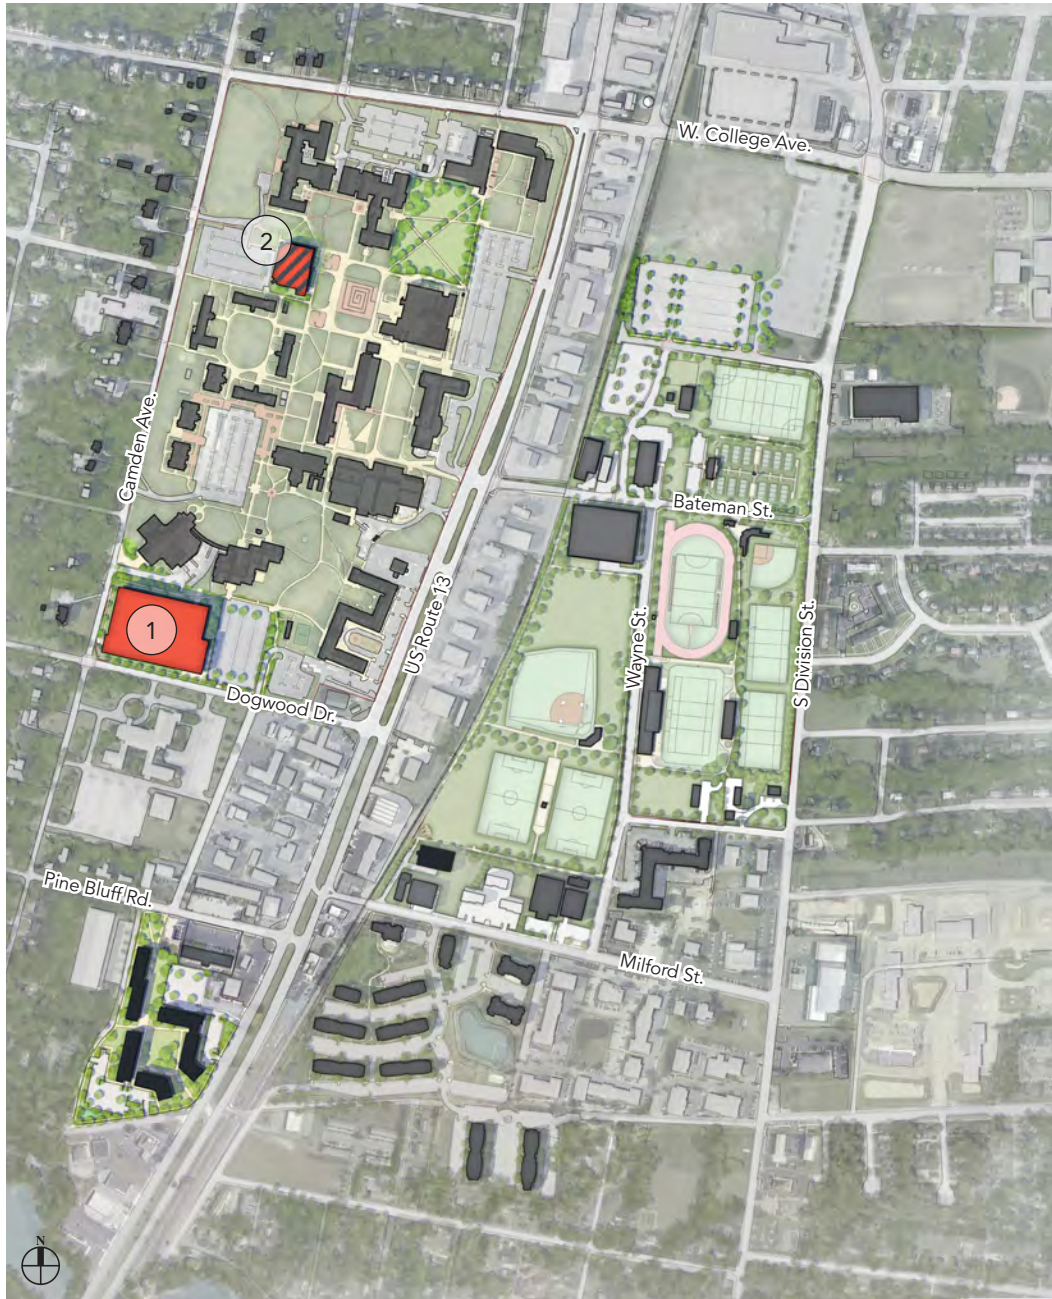 W. College Ave.
2
Camden Ave.
Bateman St.
US Route 13
1
Wayne St.
S Division St.
Dogwood Dr.
Pine Bluff Rd.
Milford St.
N